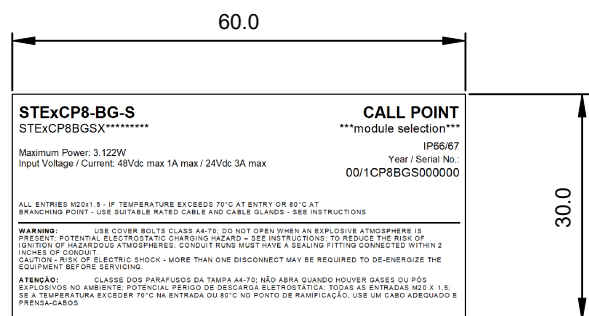 60.0
STExCP8-BG-S
CALL POINT
STExCP8BGSX*********
***module selection***
IP66/67
Maximum Power: 3.122W
Year / Serial No.:
Input Voltage / Current: 48Vdc max 1A max / 24Vdc 3A max
00/1CP8BGS000000
30.0
ALL ENTRIES M20x1.5 - IF TEMPERATURE EXCEEDS 70°C AT ENTRY OR 80°C AT
BRANCHING POINT - USE SUITABLE RATED CABLE AND CABLE GLANDS - SEE INSTRUCTIONS
WARNING: USE COVER BOLTS CLASS A4-70; DO NOT OPEN WHEN AN EXPLOSIVE ATMOSPHERE IS
PRESENT; POTENTIAL ELECTROSTATIC CHARGING HAZARD – SEE INSTRUCTIONS; TO REDUCE THE RISK OF
IGNITION OF HAZARDOUS ATMOSPHERES, CONDUIT RUNS MUST HAVE A SEALING FITTING CONNECTED WITHIN 2
INCHES OF CONDUIT.
CAUTION - RISK OF ELECTRIC SHOCK - MORE THAN ONE DISCONNECT MAY BE REQUIRED TO DE-ENERGIZE THE
EQUIPMENT BEFORE SERVICING.
ATENÇÃO: CLASSE DOS PARAFUSOS DA TAMPA A4-70; NÃO ABRA QUANDO HOUVER GASES OU PÓS
EXPLOSIVOS NO AMBIENTE; POTENCIAL PERIGO DE DESCARGA ELETROSTÁTICA; TODAS AS ENTRADAS M20 X 1,5;
SE A TEMPERATURA EXCEDER 70°C NA ENTRADA OU 80°C NO PONTO DE RAMIFICAÇÃO, USE UM CABO ADEQUADO E
PRENSA-CABOS